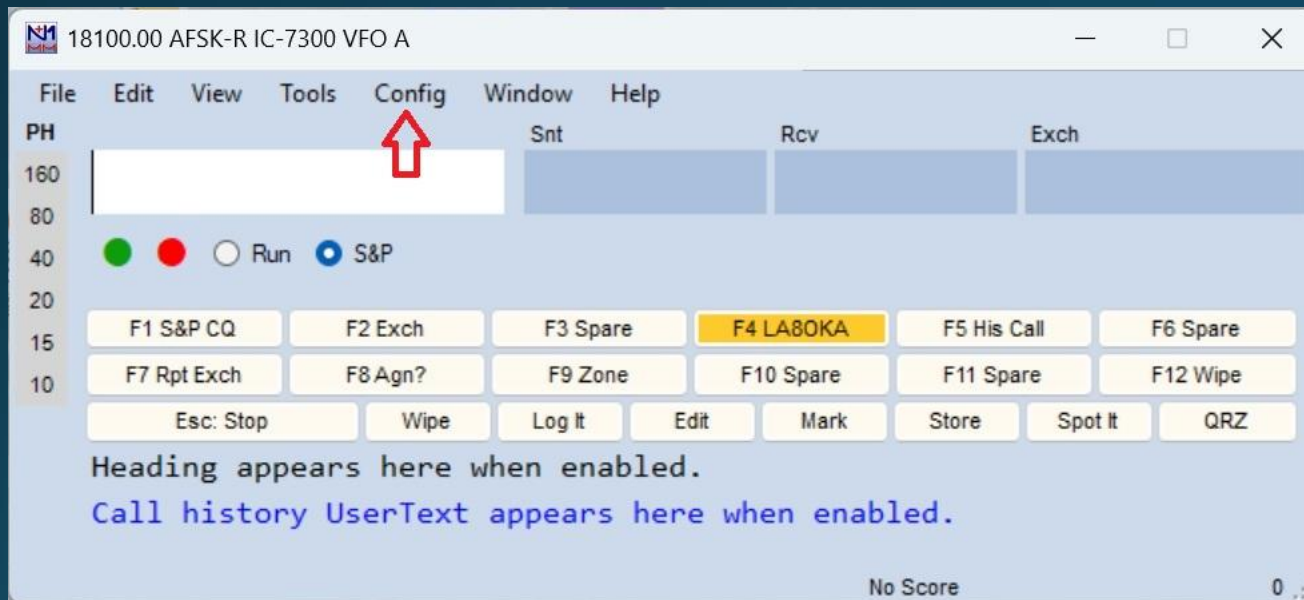 N1 MM 18100.00 AFSK-R IC-7300 VFO A
File Edit View Tools Config Window Help
PH Snt Rcv Exch
160
80
40 Run S&P
20
15
10
F1 S&P CQ F2 Exch F3 Spare F4 LA8OKA F5 His Call F6 Spare
F7 Rpt Exch F8 Agn? F9 Zone F10 Spare F11 Spare F12 Wipe
Esc: Stop Wipe Log It Edit Mark Store Spot It QRZ
Heading appears here when enabled.
Call history UserText appears here when enabled.
No Score 0